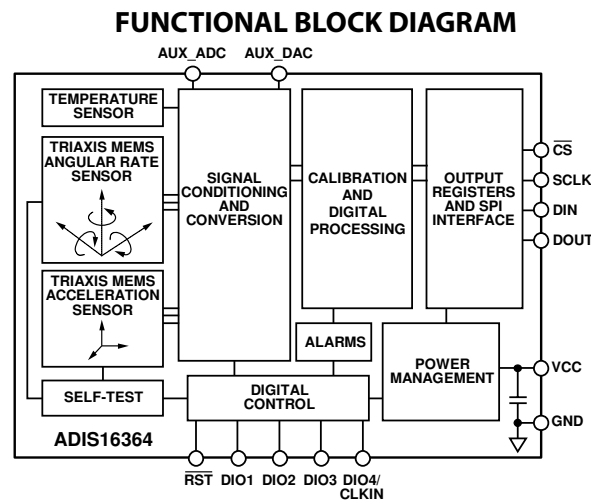 FUNCTIONAL BLOCK DIAGRAM
AUX_ADC
AUX_DAC
TEMPERATURE
SENSOR
TRIAXIS MEMS
ANGULAR RATE
SENSOR
SIGNAL
CONDITIONING
AND
CONVERSION
CALIBRATION
AND
DIGITAL
PROCESSING
OUTPUT
REGISTERS
AND SPI
INTERFACE
CS
SCLK
DIN
DOUT
TRIAXIS MEMS
ACCELERATION
SENSOR
ALARMS
POWER
MANAGEMENT
VCC
SELF-TEST
DIGITAL
CONTROL
GND
ADIS16364
RST
DIO1
DIO2
DIO3
DIO4/
CLKIN